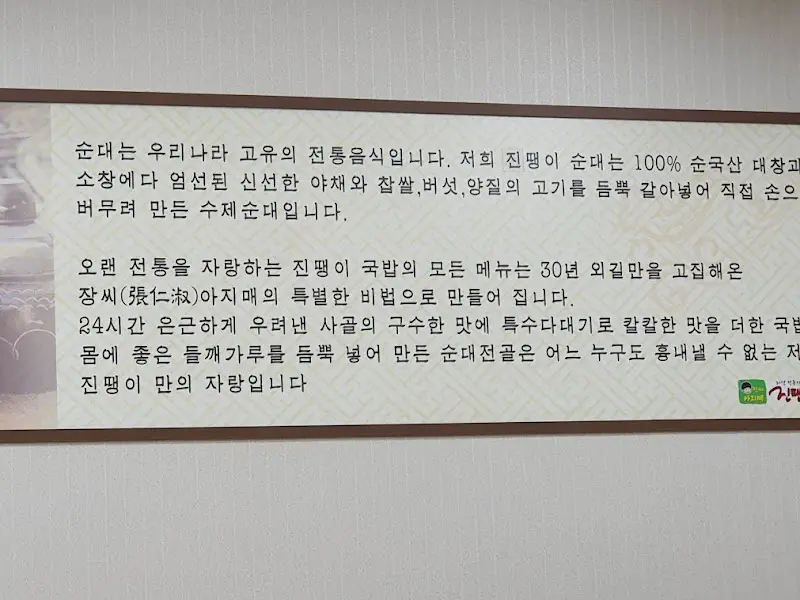 순대는 우리나라 고유의 전통음식입니다. 저희 진땡이 순대는 100% 순국산 대창과
소창에다 엄선된 신선한 야채와 찹쌀,버섯,양질의 고기를 듬뿍 갈아넣어 직접 손으
버무려 만든 수제순대입니다.
오랜 전통을 자랑하는 진땡이 국밥의 모든 메뉴는 30년 외길만을 고집해온
장씨(張仁淑)아지매의 특별한 비법으로 만들어 집니다.
24시간 은근하게 우려낸 사골의 구수한 맛에 특수다대기로 칼칼한 맛을 더한 국밥
몸에 좋은 들깨가루를 듬뿍 넣어 만든 순대전골은 어느 누구도 흉내낼 수 없는 저
진땡이 만의 자랑입니다
아지매 진땡